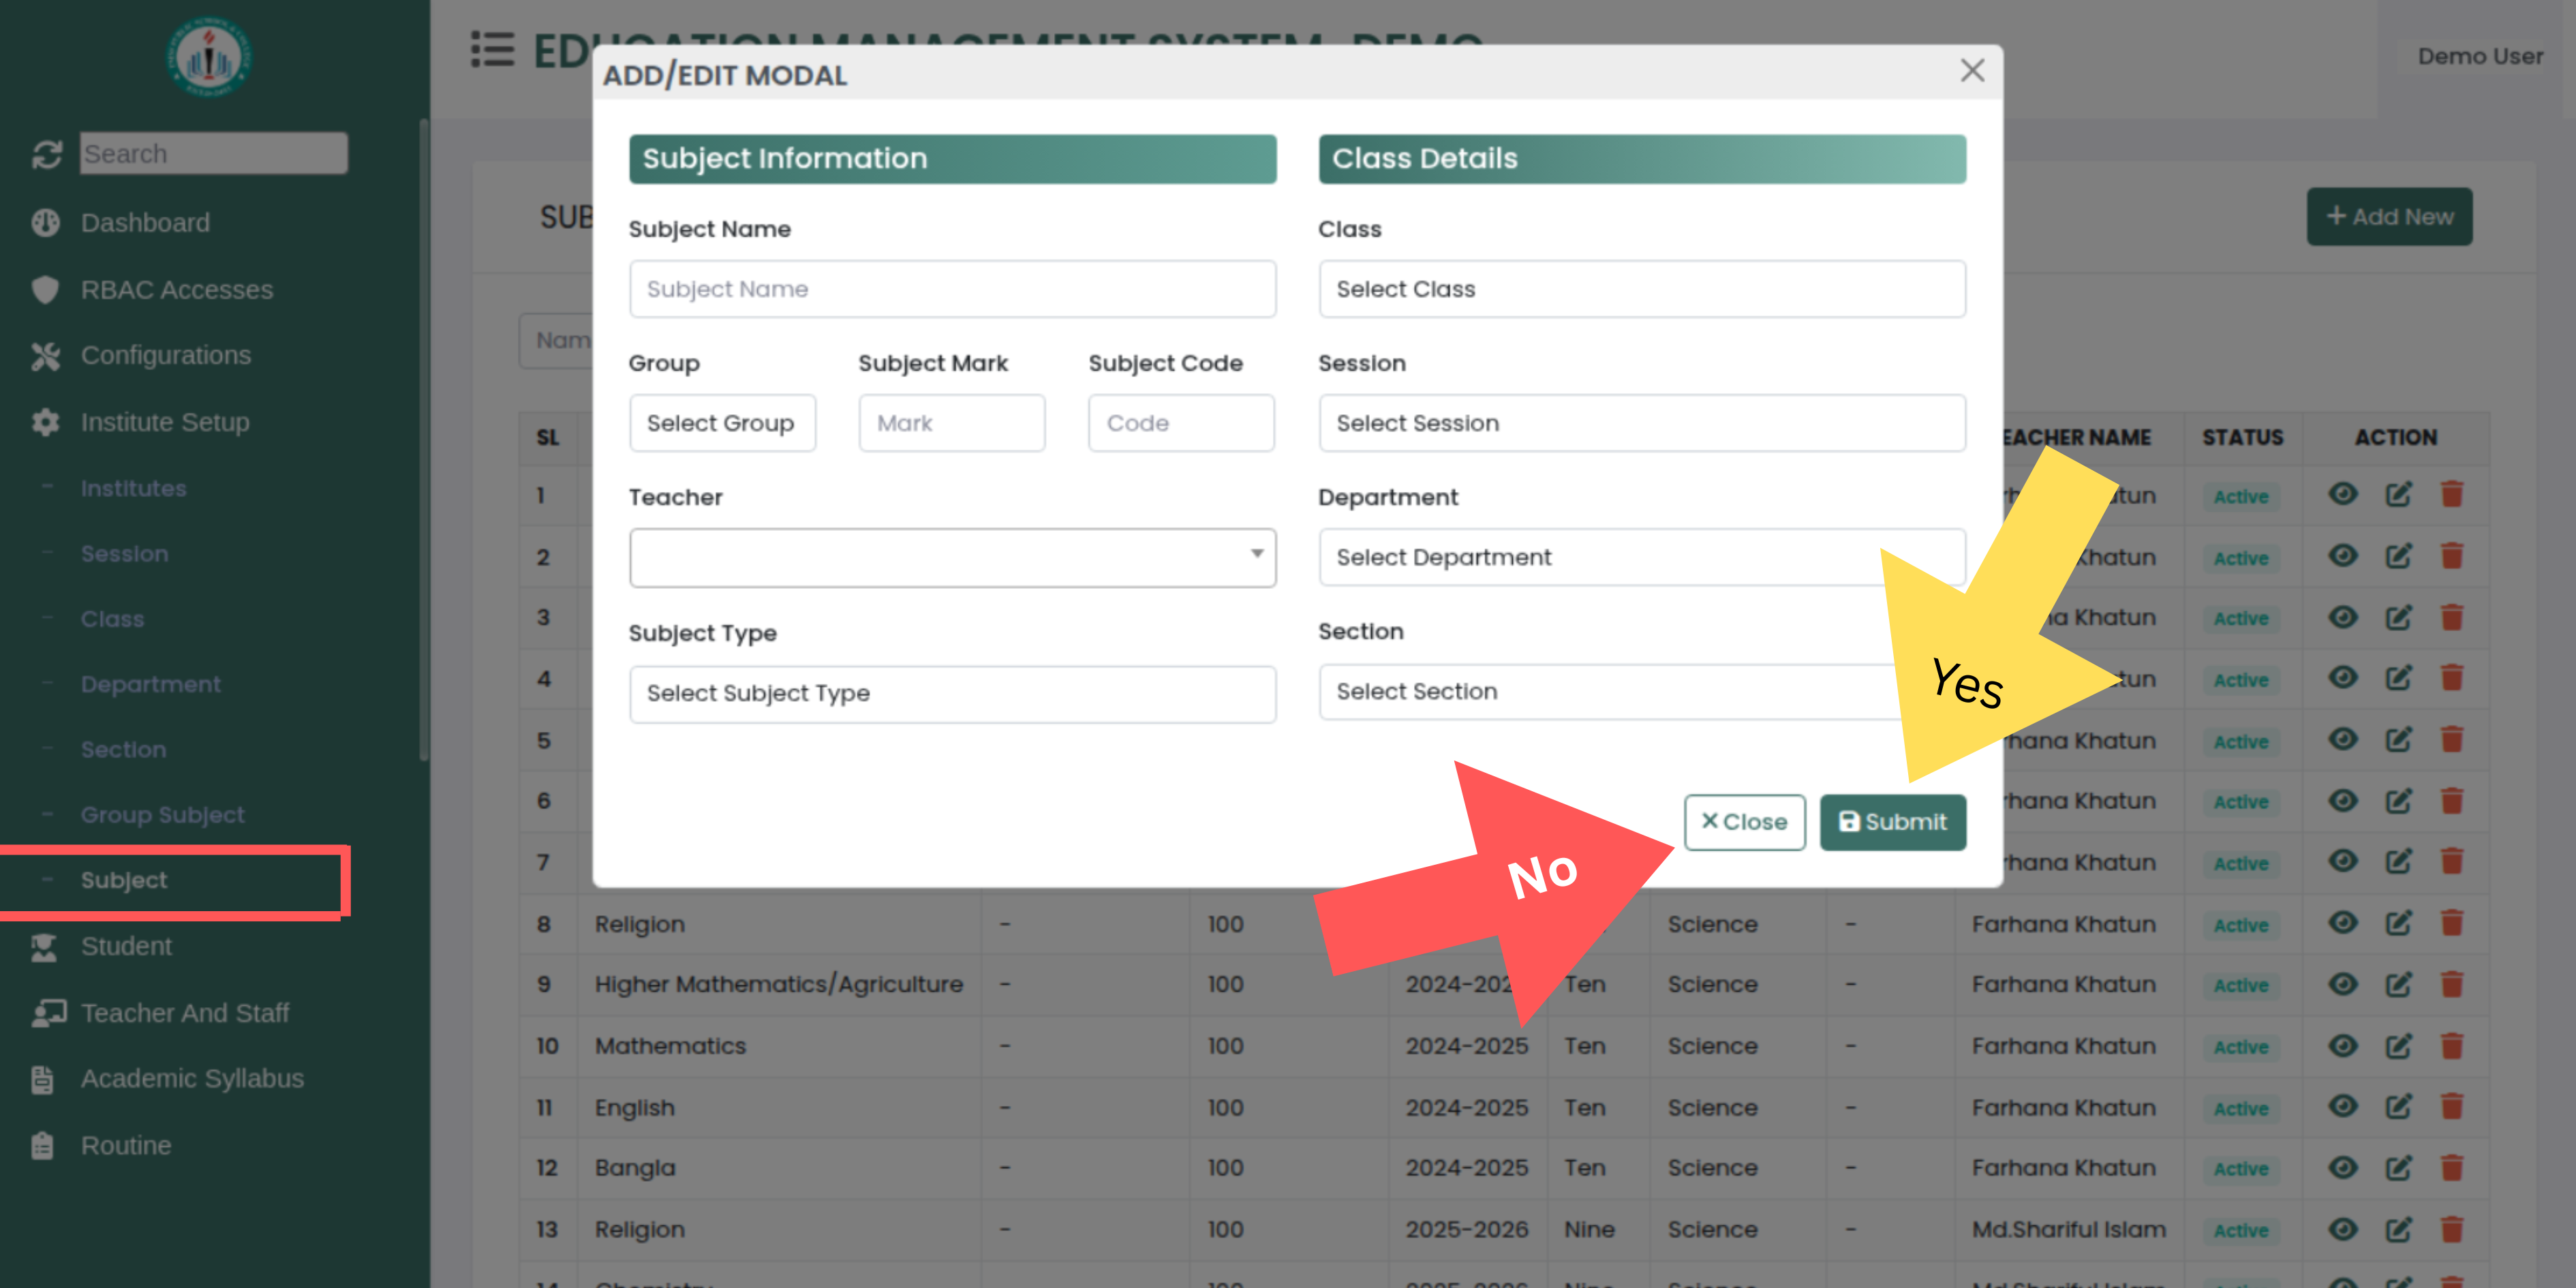 EDUCATION MANAGEMENT SYSTEM-DEMO
Demo User
Search
Dashboard
RBAC Accesses
Configurations
Institute Setup
- Institutes
- Session
- Class
- Department
- Section
- Group Subject
- Subject
Student
Teacher And Staff
Academic Syllabus
Routine
SUB
+ Add New
Nam
ADD/EDIT MODAL
Subject Information
Class Details
Subject Name
Class
Subject Name
Select Class
Group Subject Mark Subject Code
Session
Select Group Mark Code
Select Session
Teacher
Department
Select Department
Subject Type
Section
Select Subject Type
Select Section
Yes
No
Close
Submit
SL EACHER NAME STATUS ACTION
1 Active
2 Khatun Active
3 Khatun Active
4 Active
5 Khatun Active
6 Khatun Active
7 Khatun Active
8 Religion - 100 Science - Farhana Khatun Active
9 Higher Mathematics/Agriculture - 100 2024-202 Ten Science - Farhana Khatun Active
10 Mathematics - 100 2024-2025 Ten Science - Farhana Khatun Active
11 English - 100 2024-2025 Ten Science - Farhana Khatun Active
12 Bangla - 100 2024-2025 Ten Science - Farhana Khatun Active
13 Religion - 100 2025-2026 Nine Science - Md.Shariful Islam Active